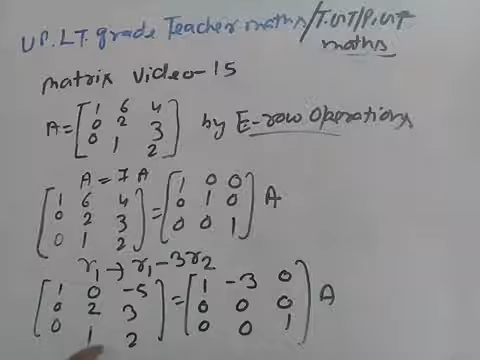 U.P.L.T. grade Teacher maths/T.G.T/P.G.T
maths
matrix Video-15
A = [1 6 4
0 2 3
0 1 2] by E-row Operations
A = I A
[1 6 4
0 2 3
0 1 2] = [1 0 0
0 1 0
0 0 1] A
r1 → r1 - 3r2
[1 0 -5
0 2 3
0 1 2] = [1 -3 0
0 0 0
0 0 1] A